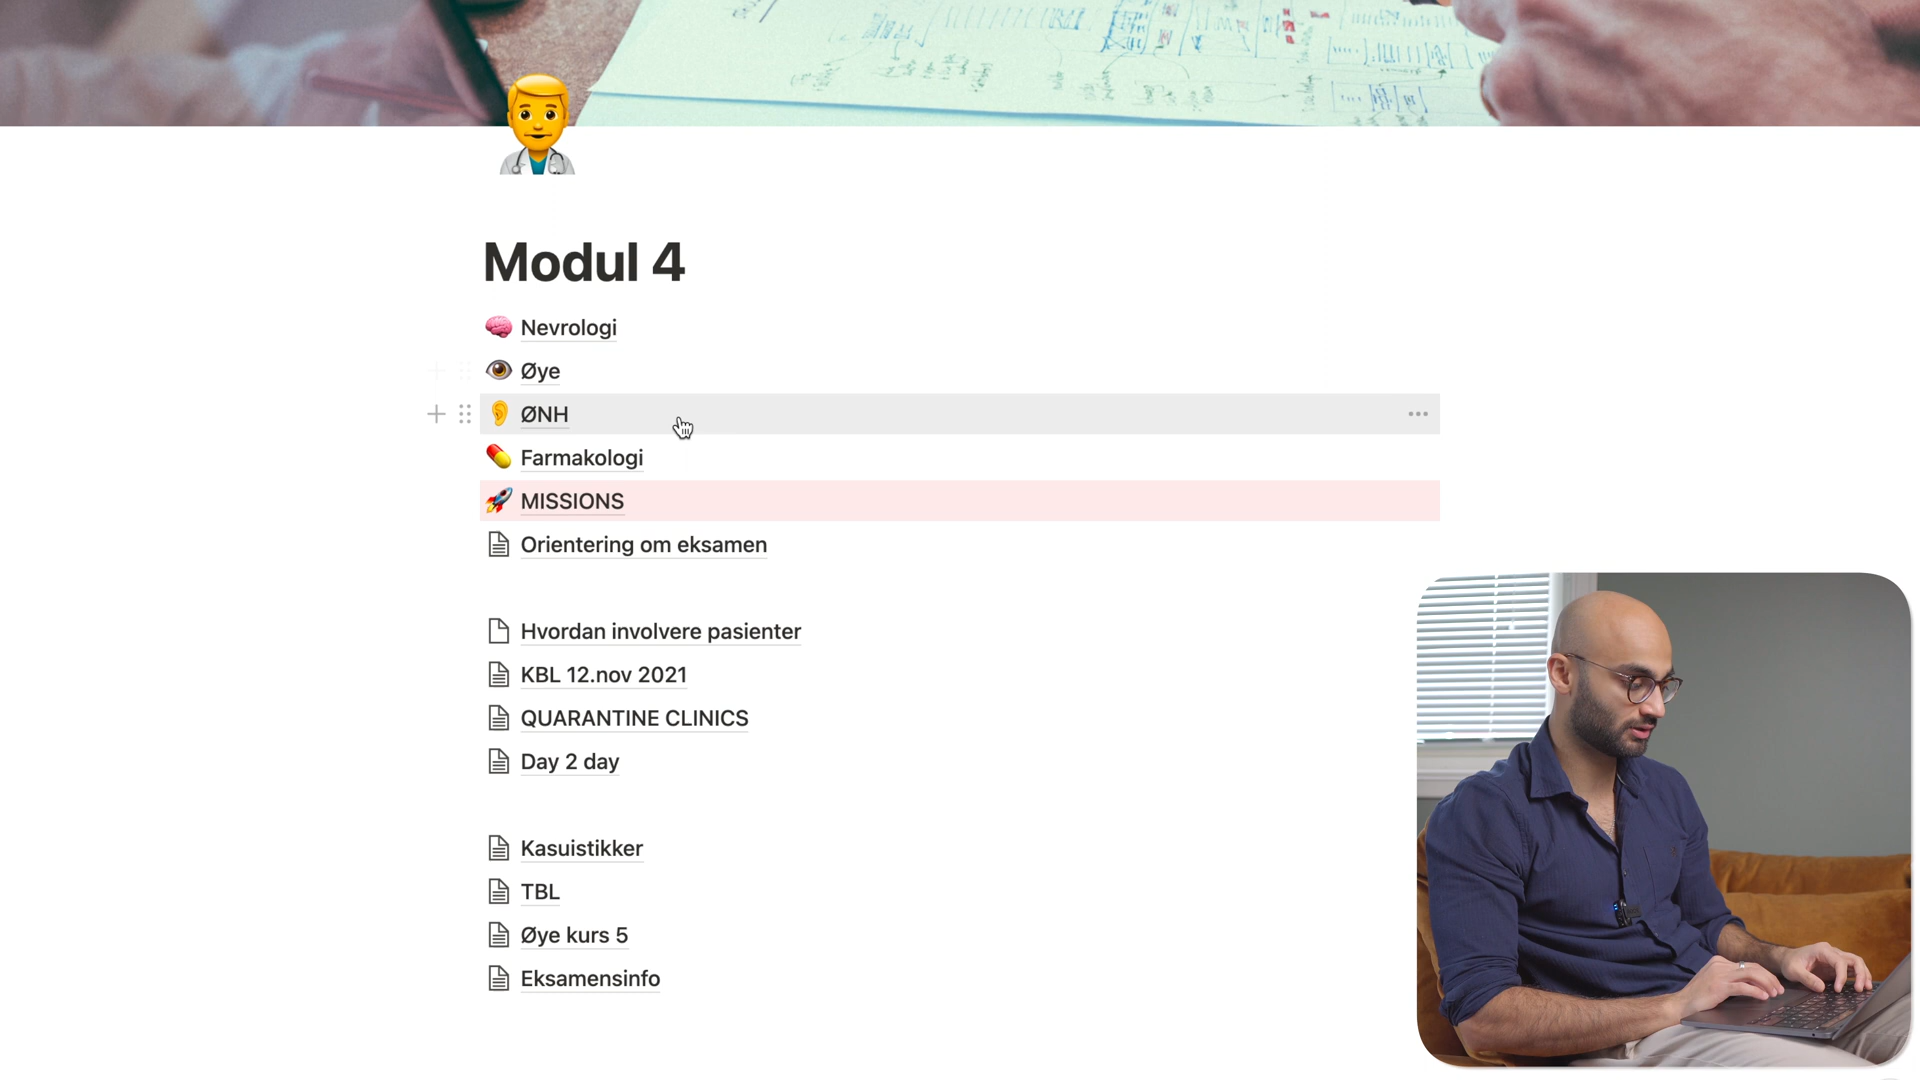 Modul 4
Nevrologi
Øye
ØNH
Farmakologi
MISSIONS
Orientering om eksamen
Hvordan involvere pasienter
KBL 12.nov 2021
QUARANTINE CLINICS
Day 2 day
Kasuistikker
TBL
Øye kurs 5
Eksamensinfo